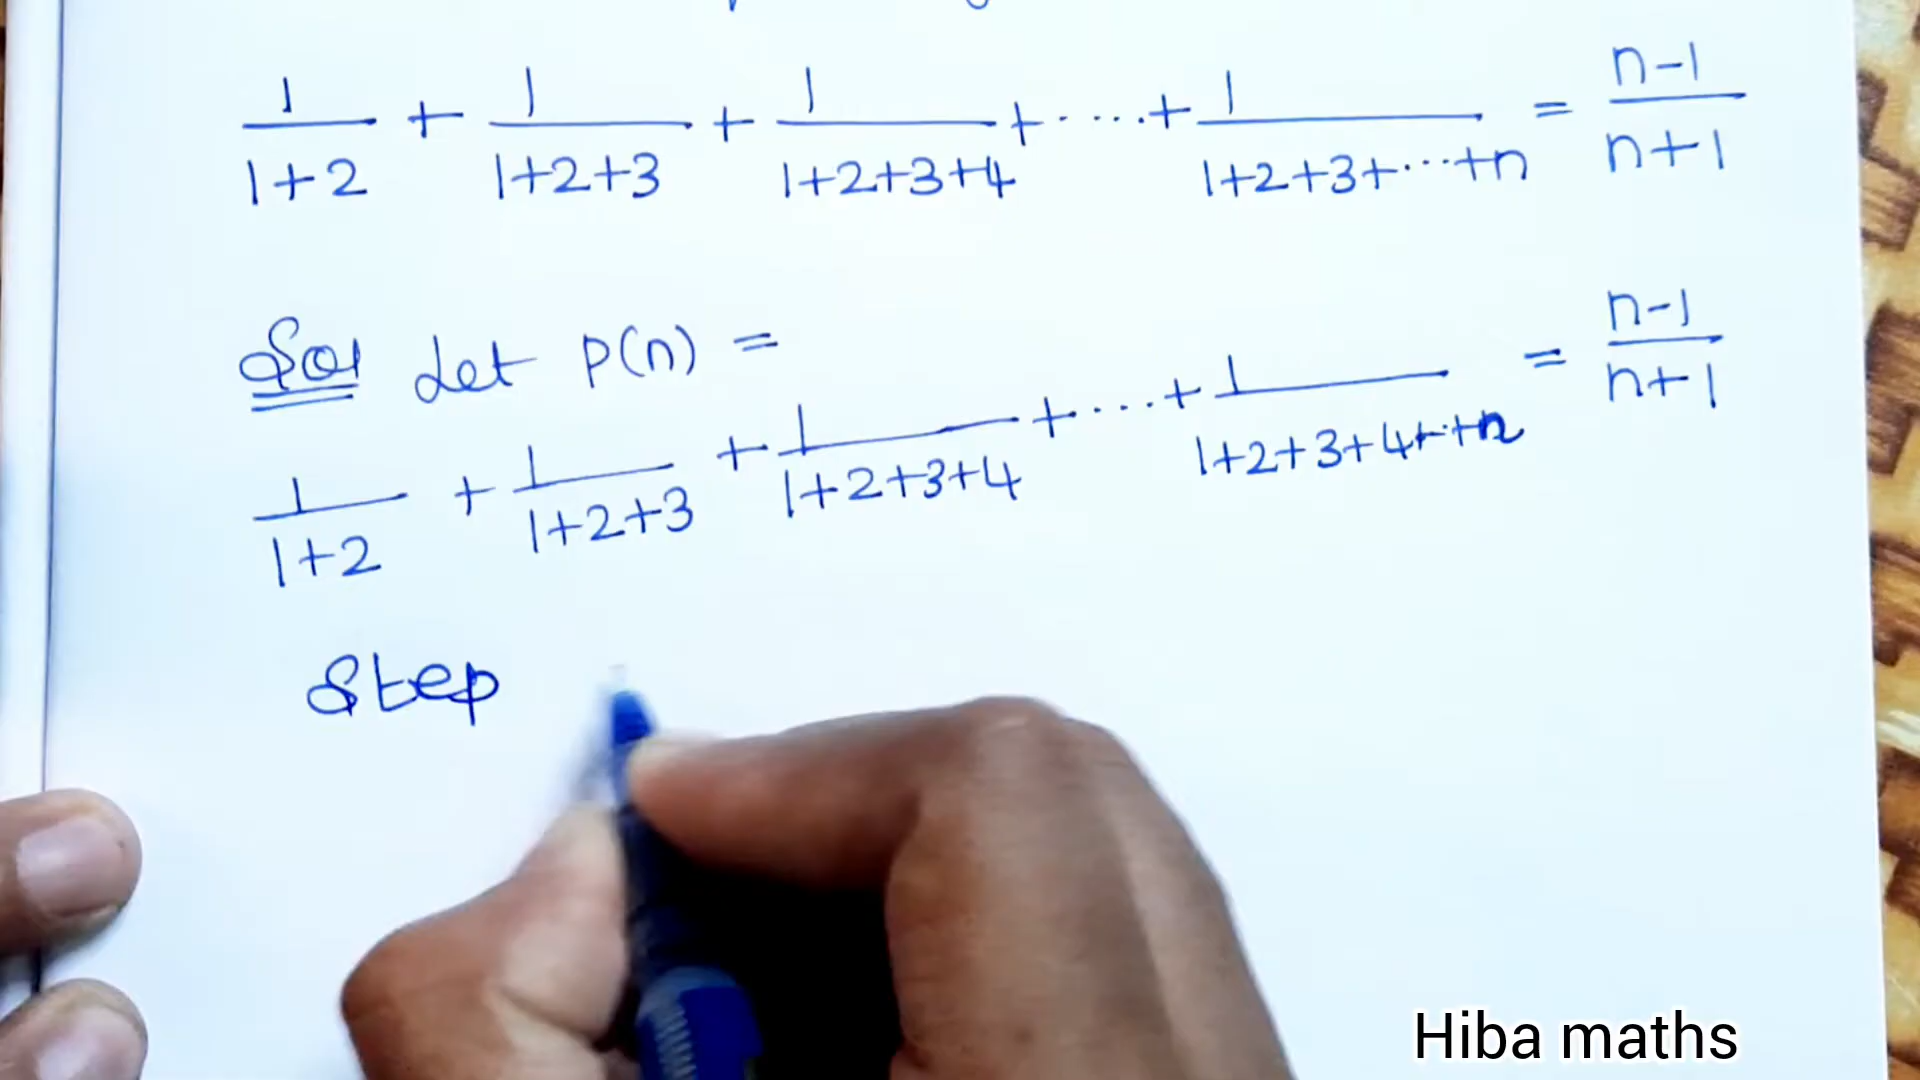 1/(1+2) + 1/(1+2+3) + 1/(1+2+3+4) + ..... + 1/(1+2+3+...+n) = (n-1)/(n+1)
Sol Let P(n) =
1/(1+2) + 1/(1+2+3) + 1/(1+2+3+4) + .... + 1/(1+2+3+4+..+n) = (n-1)/(n+1)
Step
Hiba maths